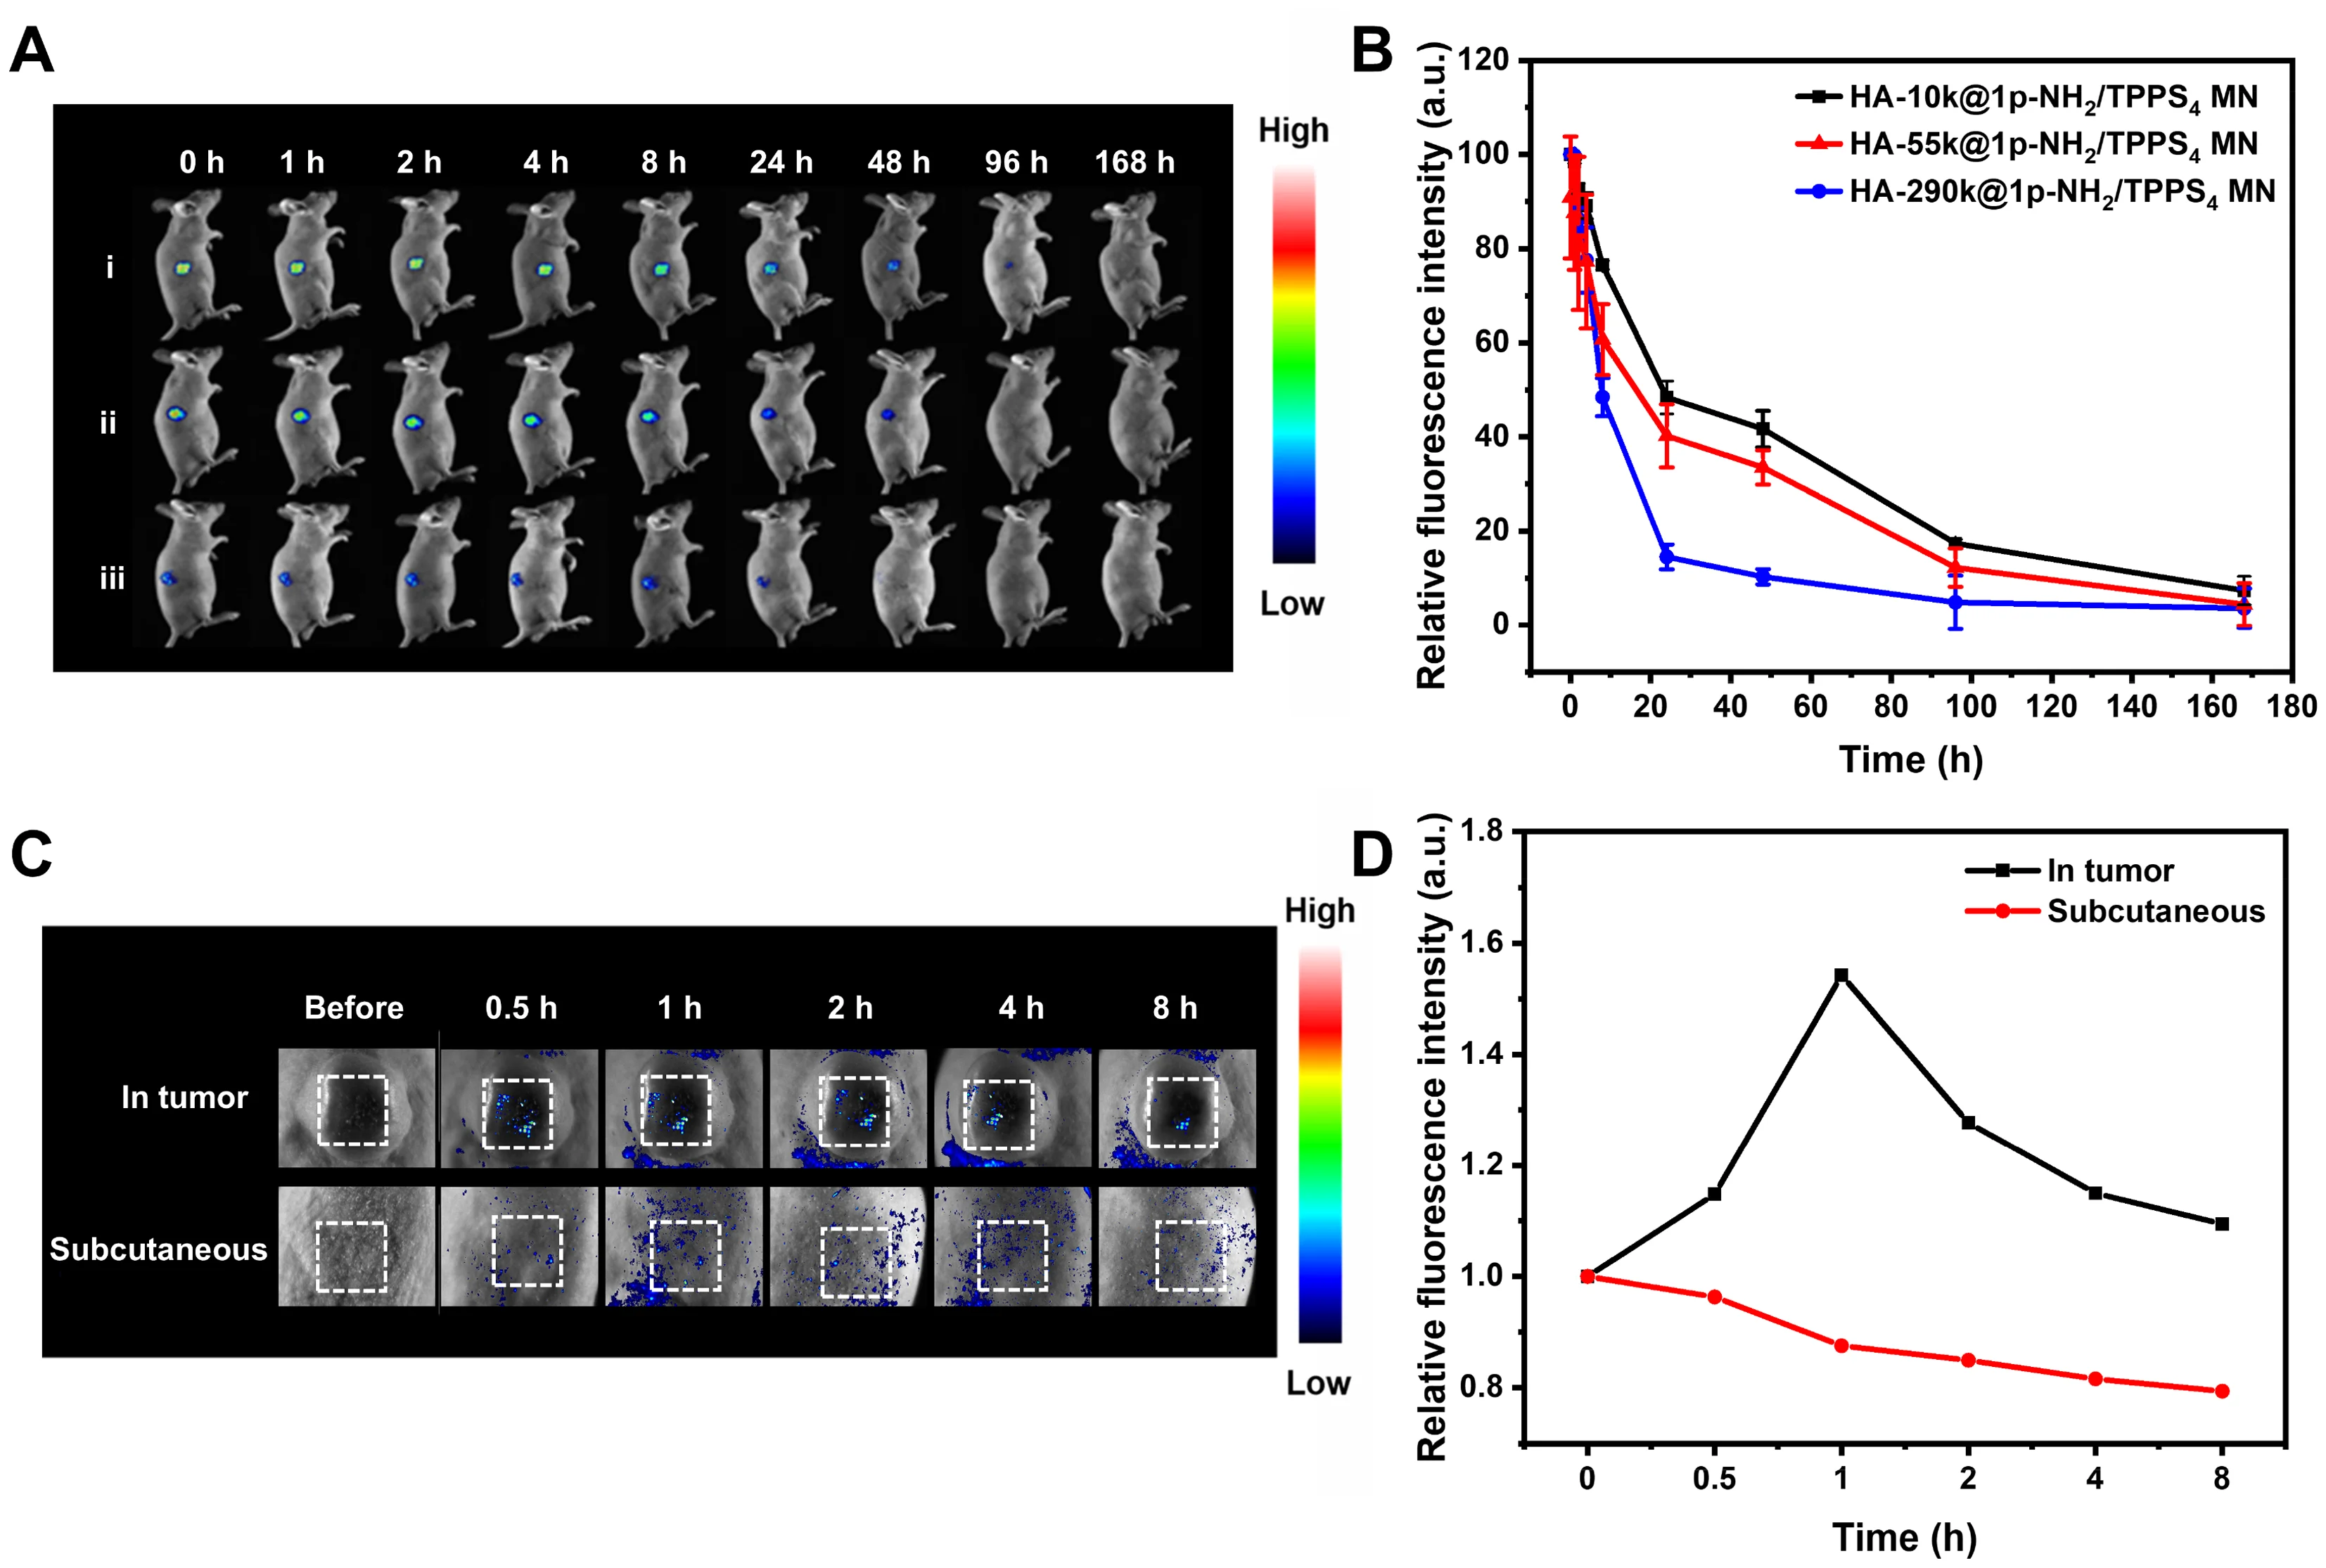 A
0 h 1 h 2 h 4 h 8 h 24 h 48 h 96 h 168 h
i
ii
iii
High
Low
B
Relative fluorescence intensity (a.u.)
120
100
80
60
40
20
0
HA-10k@1p-NH₂/TPPS₄ MN
HA-55k@1p-NH₂/TPPS₄ MN
HA-290k@1p-NH₂/TPPS₄ MN
0 20 40 60 80 100 120 140 160 180
Time (h)
C
Before 0.5 h 1 h 2 h 4 h 8 h
In tumor
Subcutaneous
High
Low
D
Relative fluorescence intensity (a.u.)
1.8
1.6
1.4
1.2
1.0
0.8
In tumor
Subcutaneous
0 0.5 1 2 4 8
Time (h)